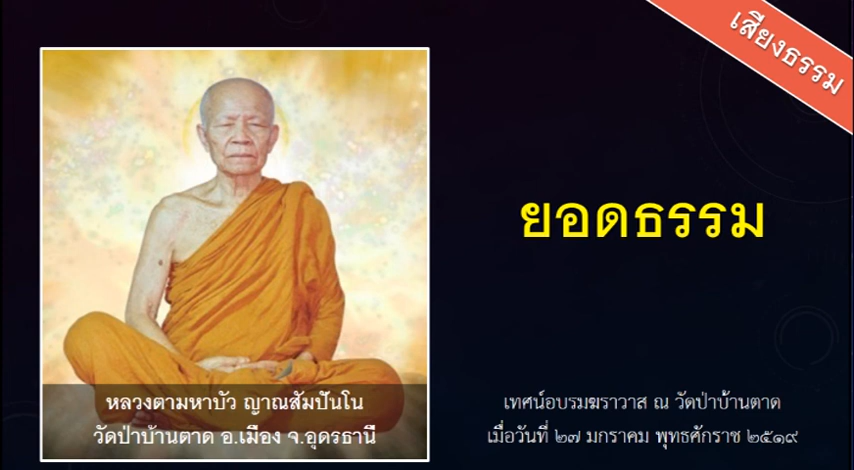 เสียงธรรม
ยอดธรรม
หลวงตามหาบัว ญาณสัมปันโน
วัดป่าบ้านตาด อ.เมือง จ.อุดรธานี
เทศน์อบรมฆราวาส ณ วัดป่าบ้านตาด
เมื่อวันที่ ๒๗ มกราคม พุทธศักราช ๒๕๑๙